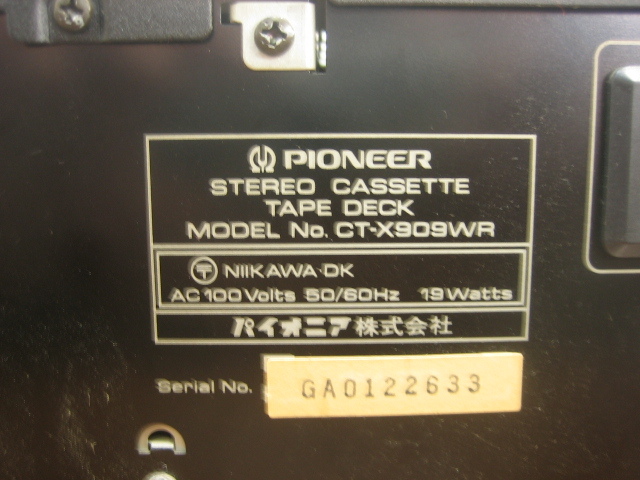 PIONEER
STEREO CASSETTE
TAPE DECK
MODEL No. CT-X909WR
〒 NIIKAWA·DK
AC 100 Volts 50/60Hz 19 Watts
パイオニア株式会社
Serial No. GA0122633